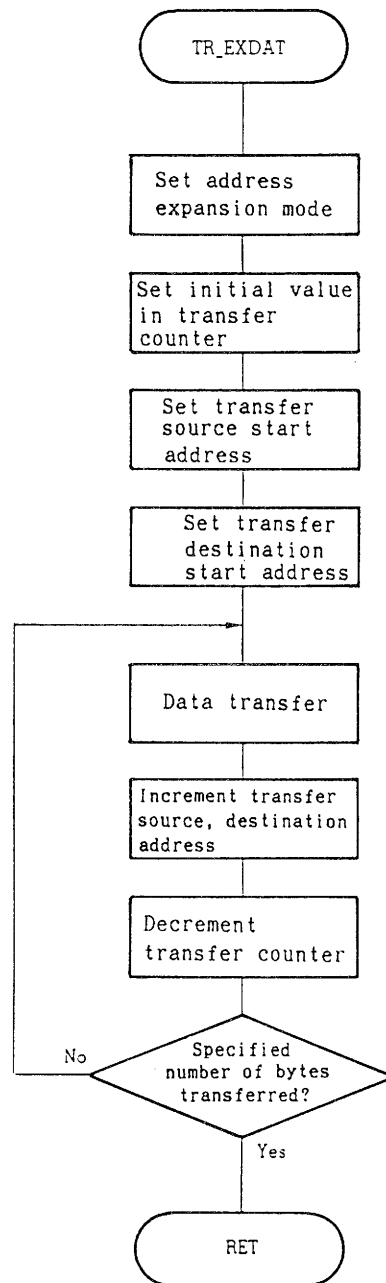 TR_EXDAT
Set address
expansion mode
Set initial value
in transfer
counter
Set transfer
source start
address
Set transfer
destination
start address
Data transfer
Increment transfer
source, destination
address
Decrement
transfer counter
Specified
number of bytes
transferred?
No
Yes
RET